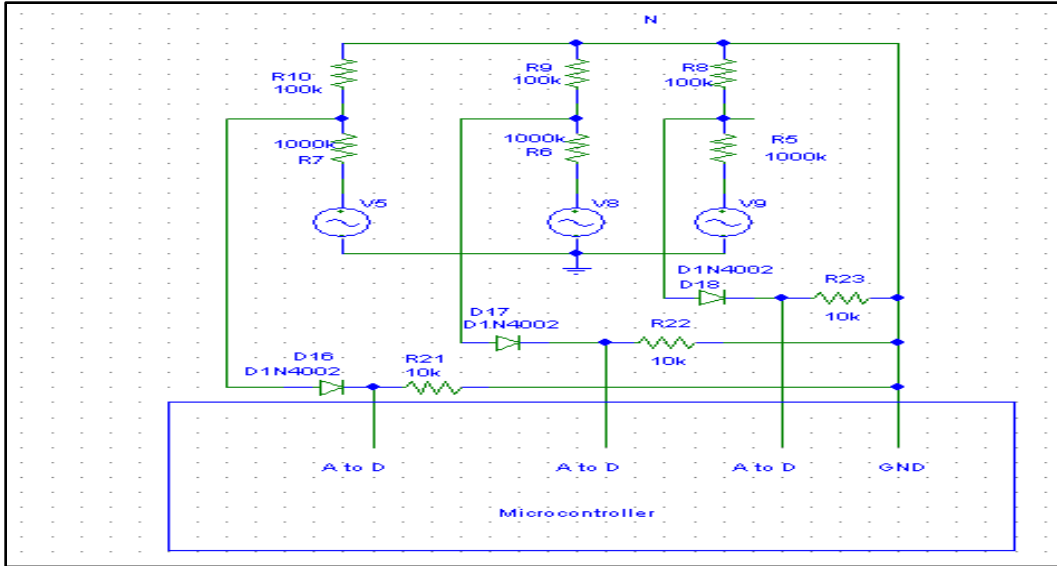 N
R10
100k
R9
100k
R8
100k
1000k
R7
1000k
R6
R5
1000k
V5
V8
V9
D1N4002
D18
R23
10k
D17
D1N4002
R22
10k
D16
D1N4002
R21
10k
A to D
A to D
A to D
GND
Microcontroller